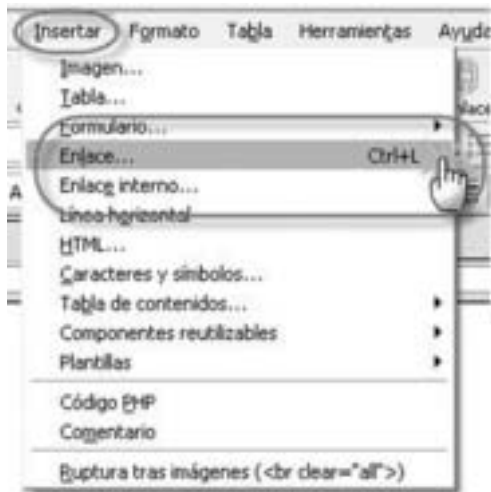 Insertar Formato Tabla Herramientas Ayuda
Imagen...
Tabla...
Formulario...
Enlace... Ctrl+L
Enlace interno...
Línea horizontal
HTML...
Caracteres y símbolos...
Tabla de contenidos...
Componentes reutilizables
Plantillas
Código PHP
Comentario
Ruptura tras imágenes (<br clear="all">)